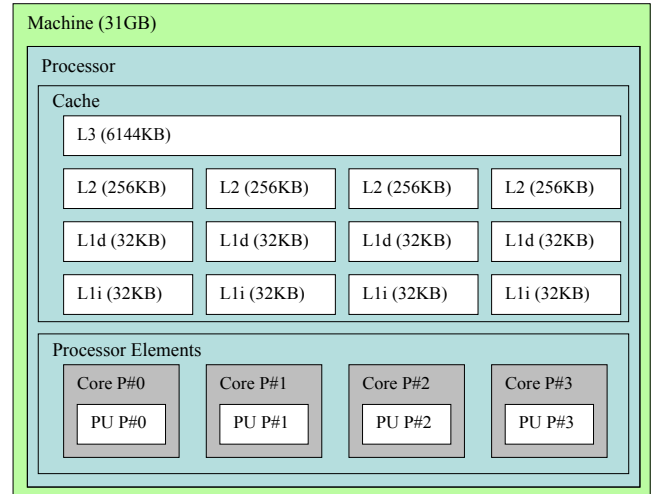 Machine (31GB)
Processor
Cache
L3 (6144KB)
L2 (256KB) L2 (256KB) L2 (256KB) L2 (256KB)
L1d (32KB) L1d (32KB) L1d (32KB) L1d (32KB)
L1i (32KB) L1i (32KB) L1i (32KB) L1i (32KB)
Processor Elements
Core P#0 Core P#1 Core P#2 Core P#3
PU P#0 PU P#1 PU P#2 PU P#3